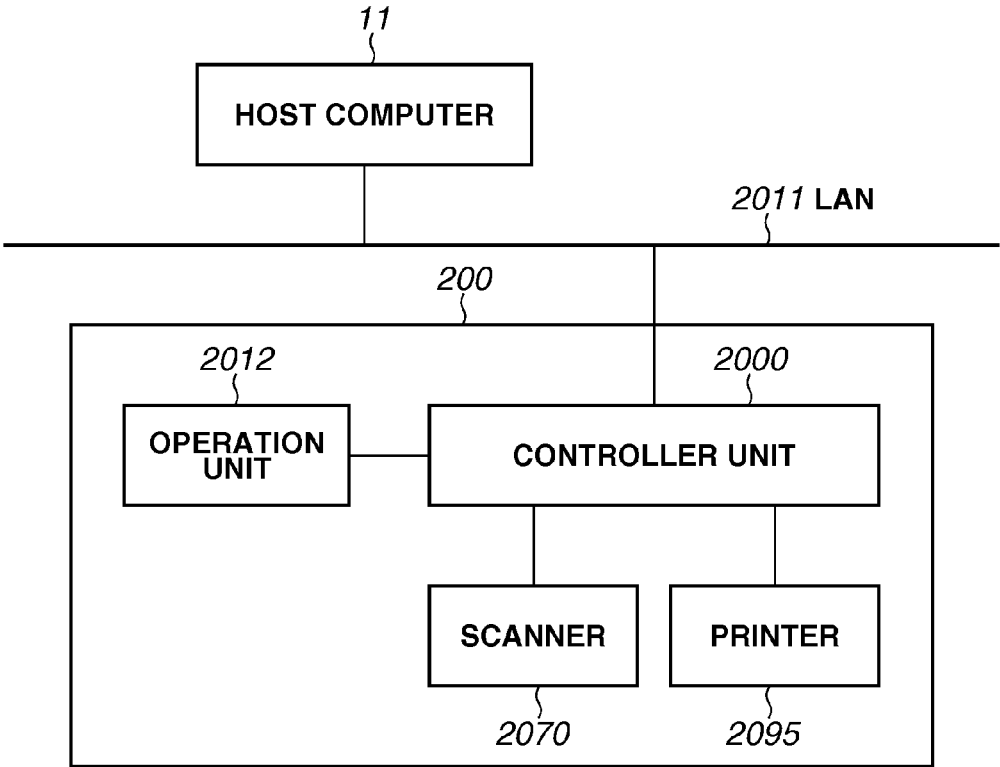 11
HOST COMPUTER
2011 LAN
200
2012
2000
OPERATION
UNIT
CONTROLLER UNIT
SCANNER
PRINTER
2070
2095